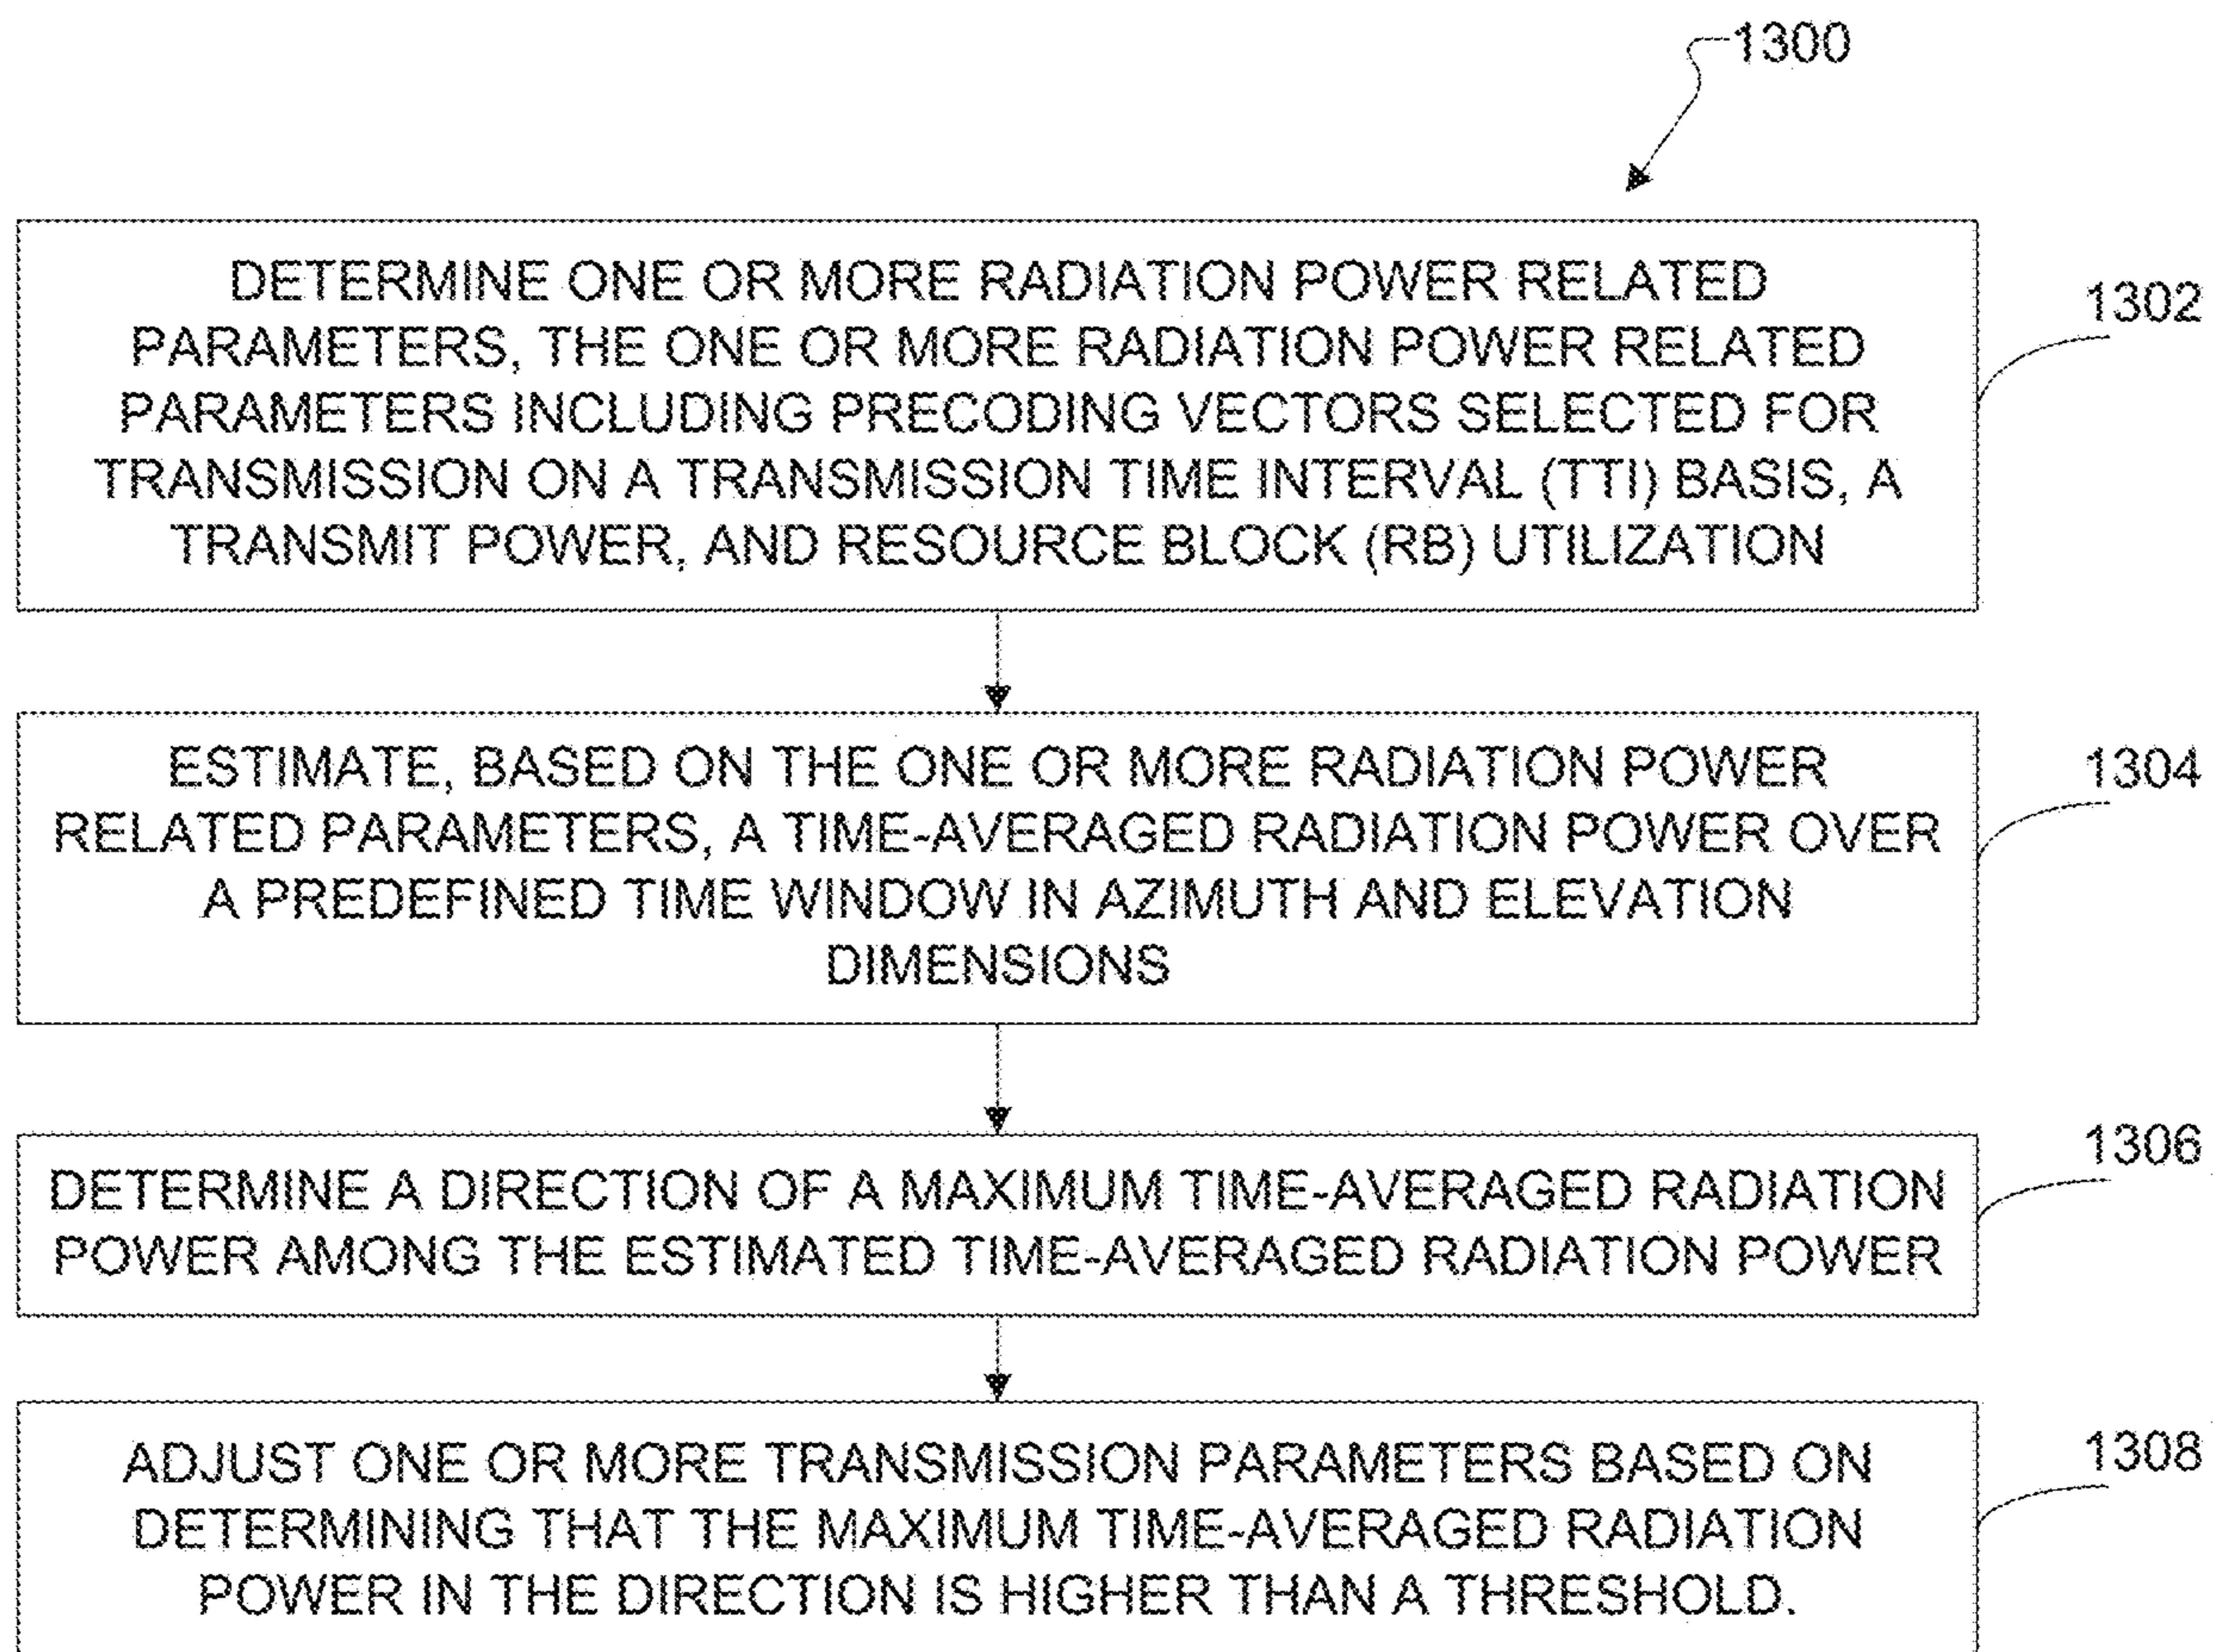 1300
DETERMINE ONE OR MORE RADIATION POWER RELATED
PARAMETERS, THE ONE OR MORE RADIATION POWER RELATED
PARAMETERS INCLUDING PRECODING VECTORS SELECTED FOR
TRANSMISSION ON A TRANSMISSION TIME INTERVAL (TTI) BASIS, A
TRANSMIT POWER, AND RESOURCE BLOCK (RB) UTILIZATION
1302
ESTIMATE, BASED ON THE ONE OR MORE RADIATION POWER
RELATED PARAMETERS, A TIME-AVERAGED RADIATION POWER OVER
A PREDEFINED TIME WINDOW IN AZIMUTH AND ELEVATION
DIMENSIONS
1304
DETERMINE A DIRECTION OF A MAXIMUM TIME-AVERAGED RADIATION
POWER AMONG THE ESTIMATED TIME-AVERAGED RADIATION POWER
1306
ADJUST ONE OR MORE TRANSMISSION PARAMETERS BASED ON
DETERMINING THAT THE MAXIMUM TIME-AVERAGED RADIATION
POWER IN THE DIRECTION IS HIGHER THAN A THRESHOLD.
1308